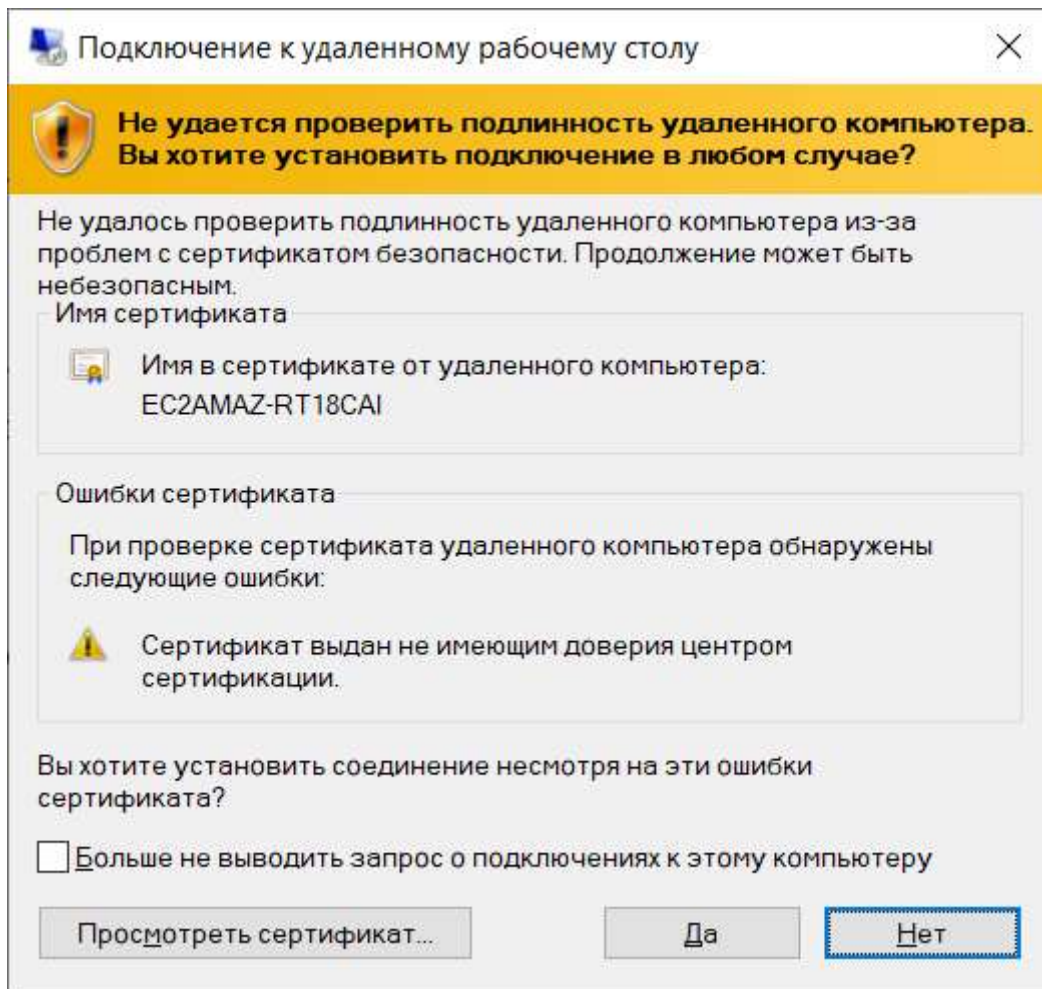 Подключение к удаленному рабочему столу
Не удается проверить подлинность удаленного компьютера.
Вы хотите установить подключение в любом случае?
Не удалось проверить подлинность удаленного компьютера из-за
проблем с сертификатом безопасности. Продолжение может быть
небезопасным.
Имя сертификата
Имя в сертификате от удаленного компьютера:
EC2AMAZ-RT18CAI
Ошибки сертификата
При проверке сертификата удаленного компьютера обнаружены
следующие ошибки:
Сертификат выдан не имеющим доверия центром
сертификации.
Вы хотите установить соединение несмотря на эти ошибки
сертификата?
Больше не выводить запрос о подключениях к этому компьютеру
Просмотреть сертификат...
Да
Нет